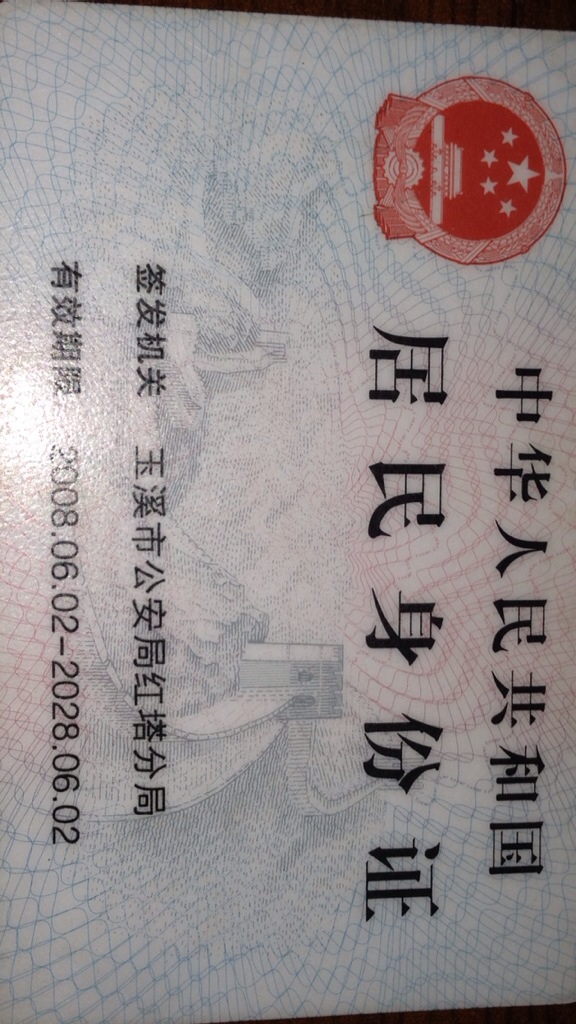 中华人民共和国
居民身份证
签发机关 玉溪市公安局红塔分局
有效期限 2008.06.02-2028.06.02